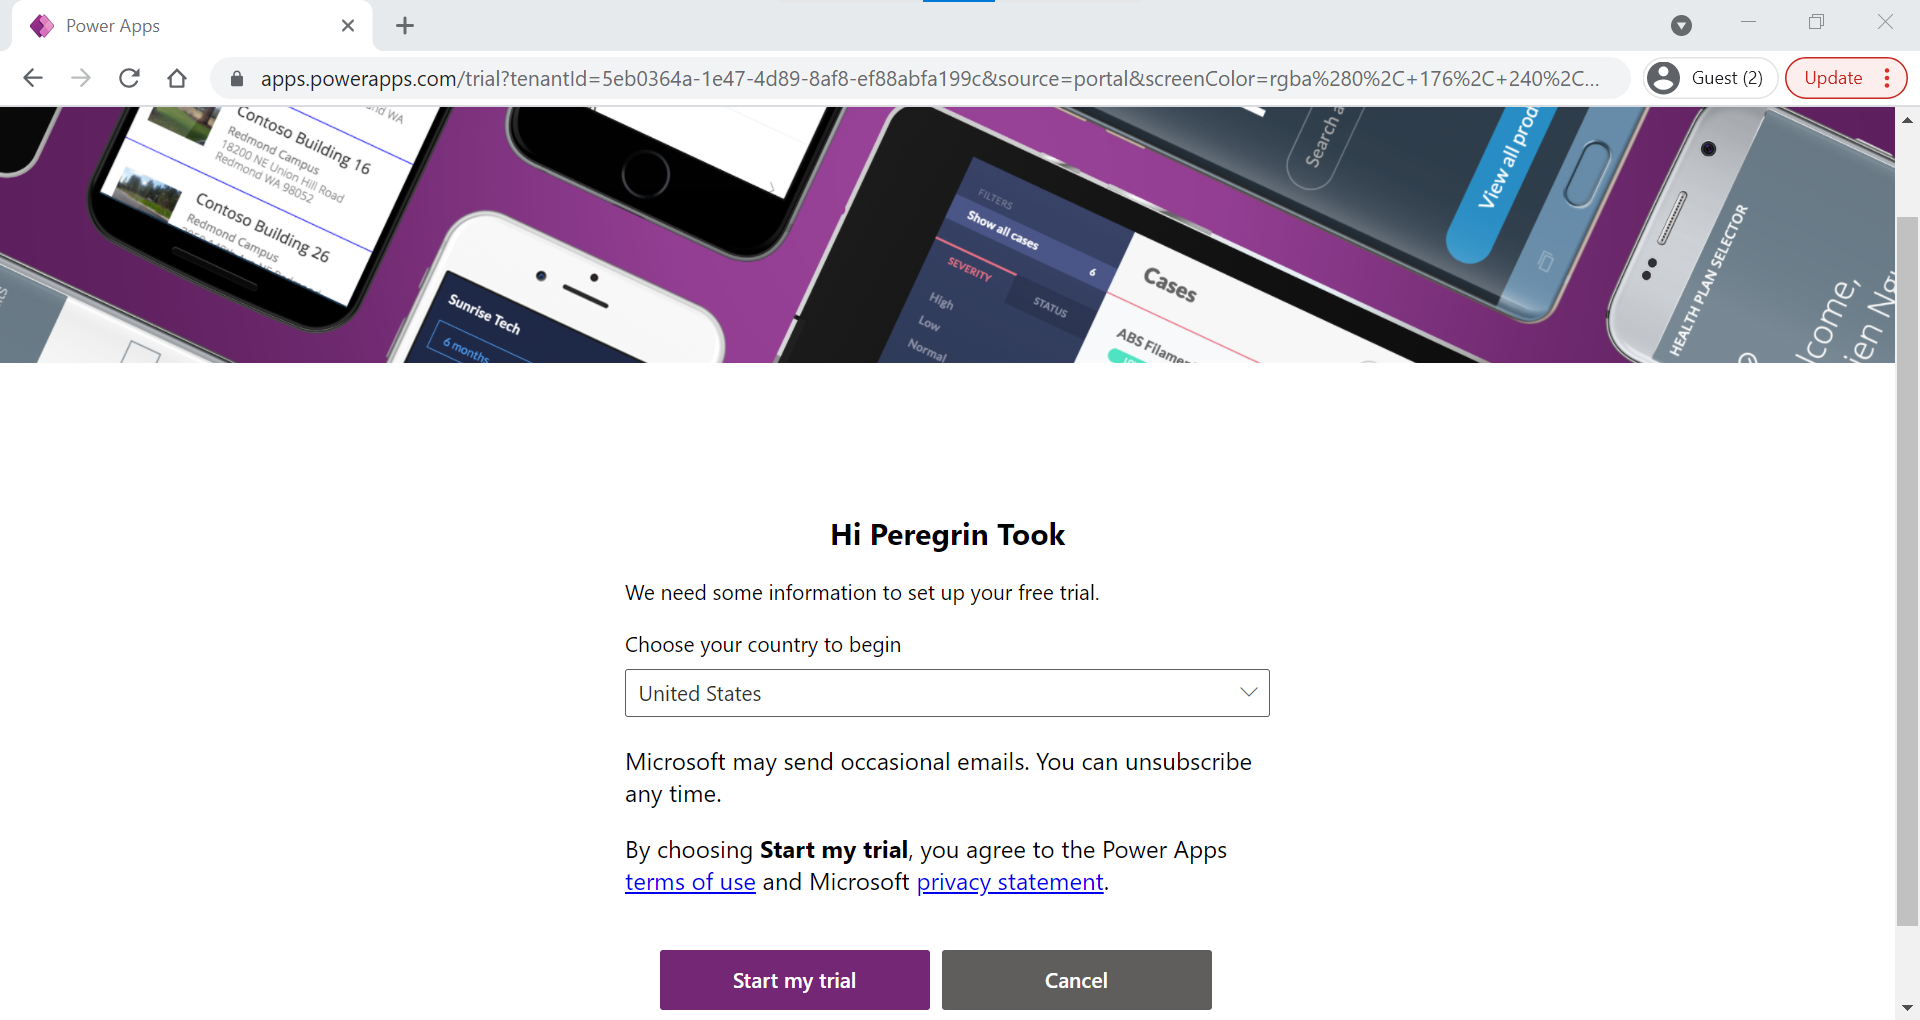 Power Apps
apps.powerapps.com/trial?tenantId=5eb0364a-1e47-4d89-8af8-ef88abfa199c&source=portal&screenColor=rgba%280%2C+176%2C+240%2C...
Guest (2)
Update
WA
Contoso Building 16
Redmond Campus
18200 NE Union Hill Road
Redmond WA 98052
Contoso Building 26
Redmond Campus
Sunrise Tech
6 months
FILTERS
Show all cases
6
SEVERITY
STATUS
High
Low
Normal
Cases
ABS Filame
Search a
View all prod
HEALTH PLAN SELECTOR
lcome,
ien Ng
Hi Peregrin Took
We need some information to set up your free trial.
Choose your country to begin
United States
Microsoft may send occasional emails. You can unsubscribe
any time.
By choosing Start my trial, you agree to the Power Apps
terms of use and Microsoft privacy statement.
Start my trial
Cancel